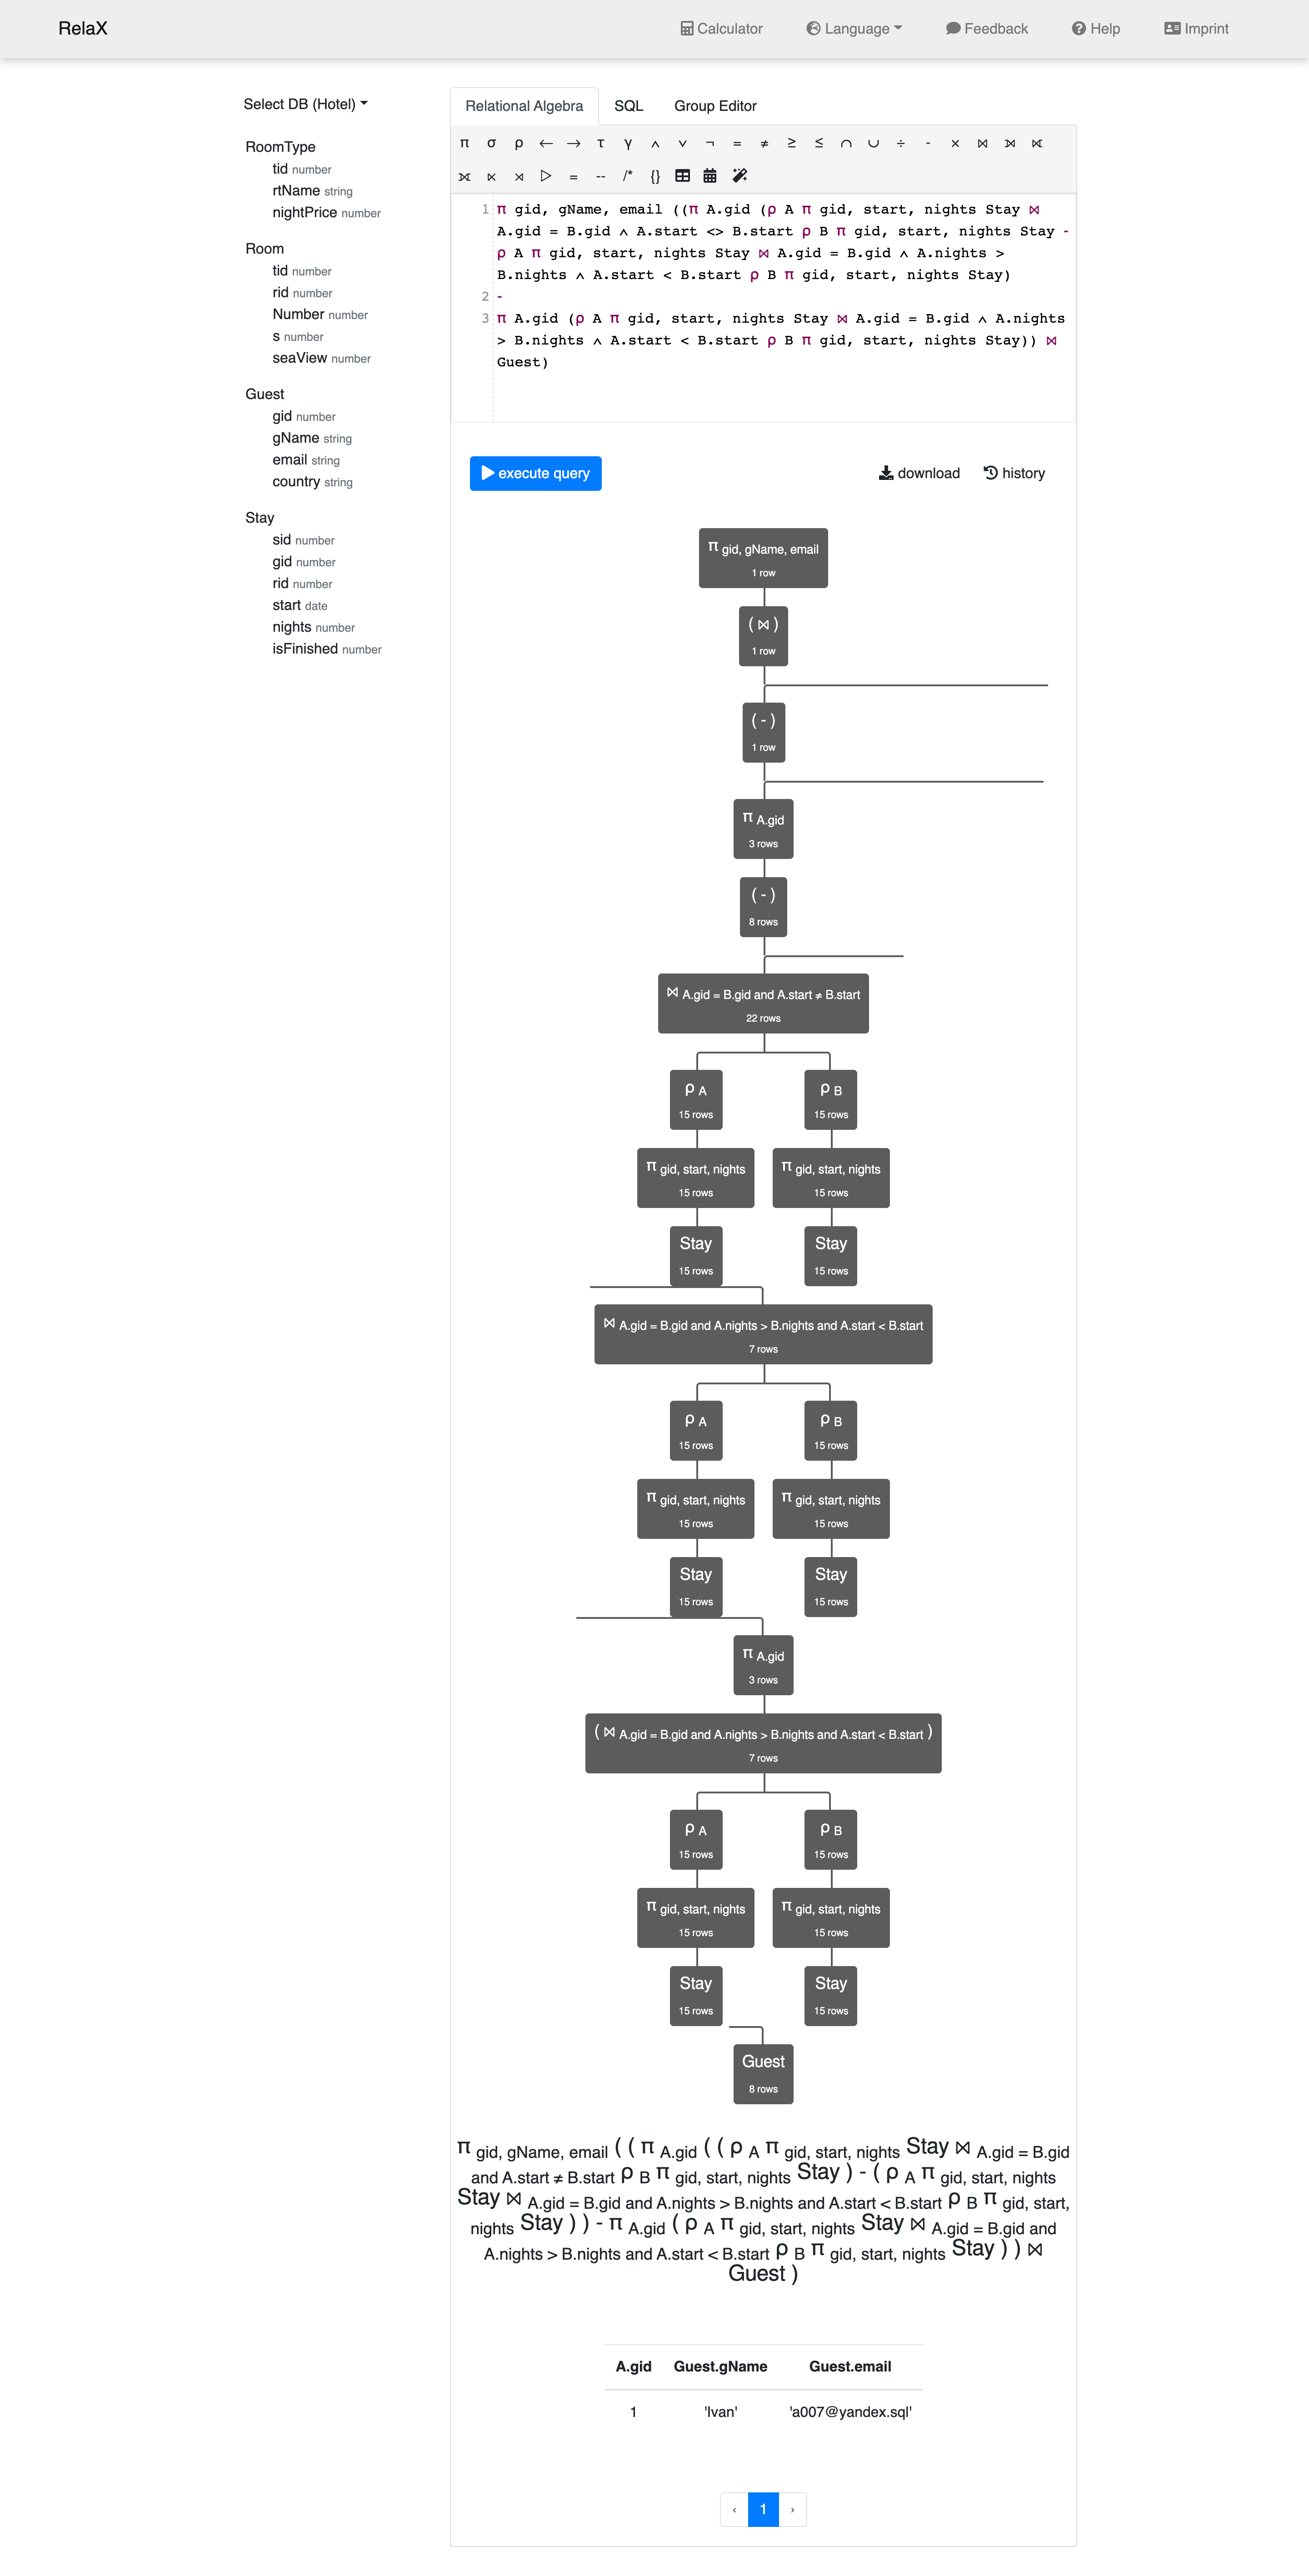 RelaX
Calculator
Language
Feedback
Help
Imprint
Select DB (Hotel)
RoomType
tid number
rtName string
nightPrice number
Room
tid number
rid number
Number number
s number
seaView number
Guest
gid number
gName string
email string
country string
Stay
sid number
gid number
rid number
start date
nights number
isFinished number
Relational Algebra SQL Group Editor
π σ ρ ← → τ γ ∧ ∨ ¬ = ≠ ≥ ≤ ∩ ∪ ÷ - × ⋈ ⟕ ⟖
⟗ ⋉ ⋊ ▷ = -- /* {}
1 π gid, gName, email ((π A.gid (ρ A π gid, start, nights Stay ⋈
A.gid = B.gid ∧ A.start <> B.start ρ B π gid, start, nights Stay -
ρ A π gid, start, nights Stay ⋈ A.gid = B.gid ∧ A.nights >
B.nights ∧ A.start < B.start ρ B π gid, start, nights Stay)
2 -
3 π A.gid (ρ A π gid, start, nights Stay ⋈ A.gid = B.gid ∧ A.nights
> B.nights ∧ A.start < B.start ρ B π gid, start, nights Stay)) ⋈
Guest)
execute query
download
history
π gid, gName, email
1 row
( ⋈ )
1 row
( - )
1 row
π A.gid
3 rows
( - )
8 rows
⋈ A.gid = B.gid and A.start ≠ B.start
22 rows
ρ A ρ B
15 rows 15 rows
π gid, start, nights π gid, start, nights
15 rows 15 rows
Stay Stay
15 rows 15 rows
⋈ A.gid = B.gid and A.nights > B.nights and A.start < B.start
7 rows
ρ A ρ B
15 rows 15 rows
π gid, start, nights π gid, start, nights
15 rows 15 rows
Stay Stay
15 rows 15 rows
π A.gid
3 rows
( ⋈ A.gid = B.gid and A.nights > B.nights and A.start < B.start )
7 rows
ρ A ρ B
15 rows 15 rows
π gid, start, nights π gid, start, nights
15 rows 15 rows
Stay Stay
15 rows 15 rows
Guest
8 rows
π gid, gName, email ( ( π A.gid ( ( ρ A π gid, start, nights Stay ⋈ A.gid = B.gid
and A.start ≠ B.start ρ B π gid, start, nights Stay ) - ( ρ A π gid, start, nights
Stay ⋈ A.gid = B.gid and A.nights > B.nights and A.start < B.start ρ B π gid, start,
nights Stay ) ) - π A.gid ( ρ A π gid, start, nights Stay ⋈ A.gid = B.gid and
A.nights > B.nights and A.start < B.start ρ B π gid, start, nights Stay ) ) ⋈
Guest )
A.gid Guest.gName Guest.email
1 'Ivan' 'a007@yandex.sql'
‹ 1 ›